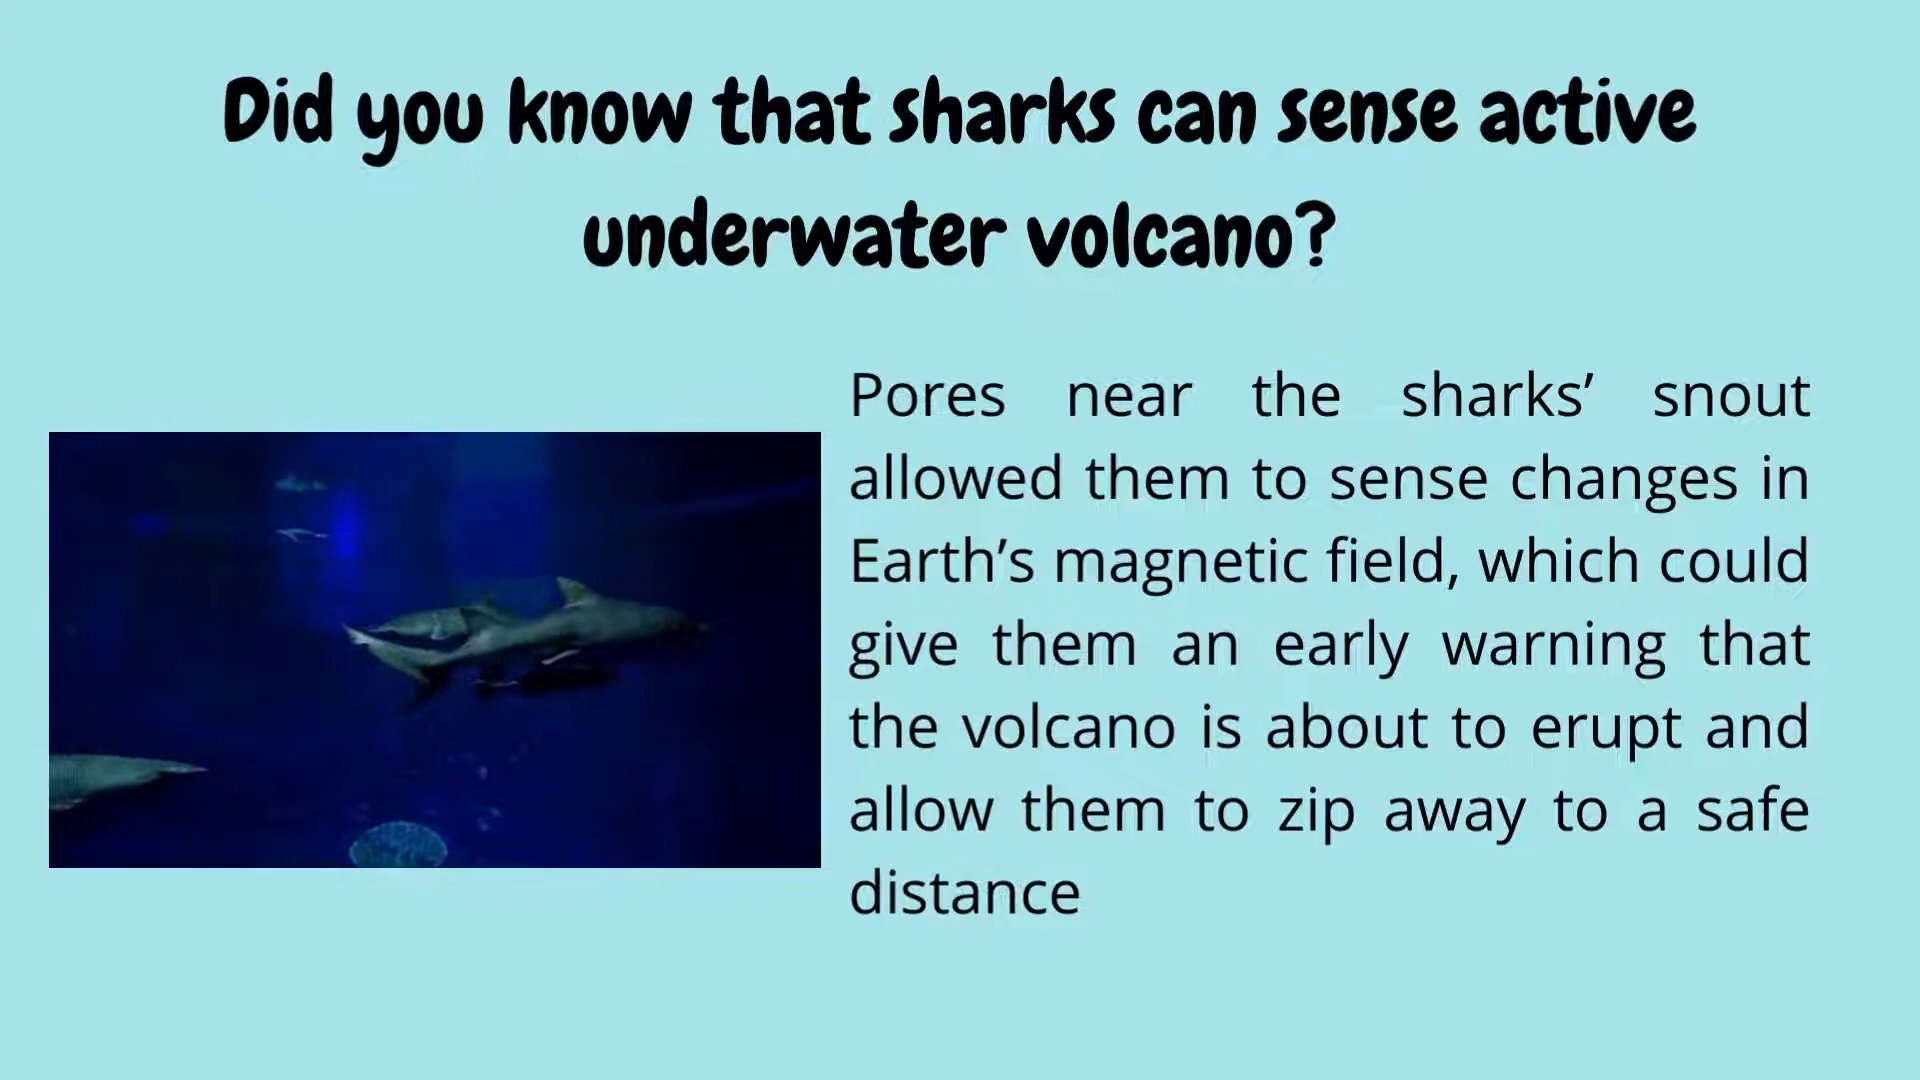 Did you know that sharks can sense active
underwater volcano?
Pores near the sharks’ snout
allowed them to sense changes in
Earth’s magnetic field, which could
give them an early warning that
the volcano is about to erupt and
allow them to zip away to a safe
distance